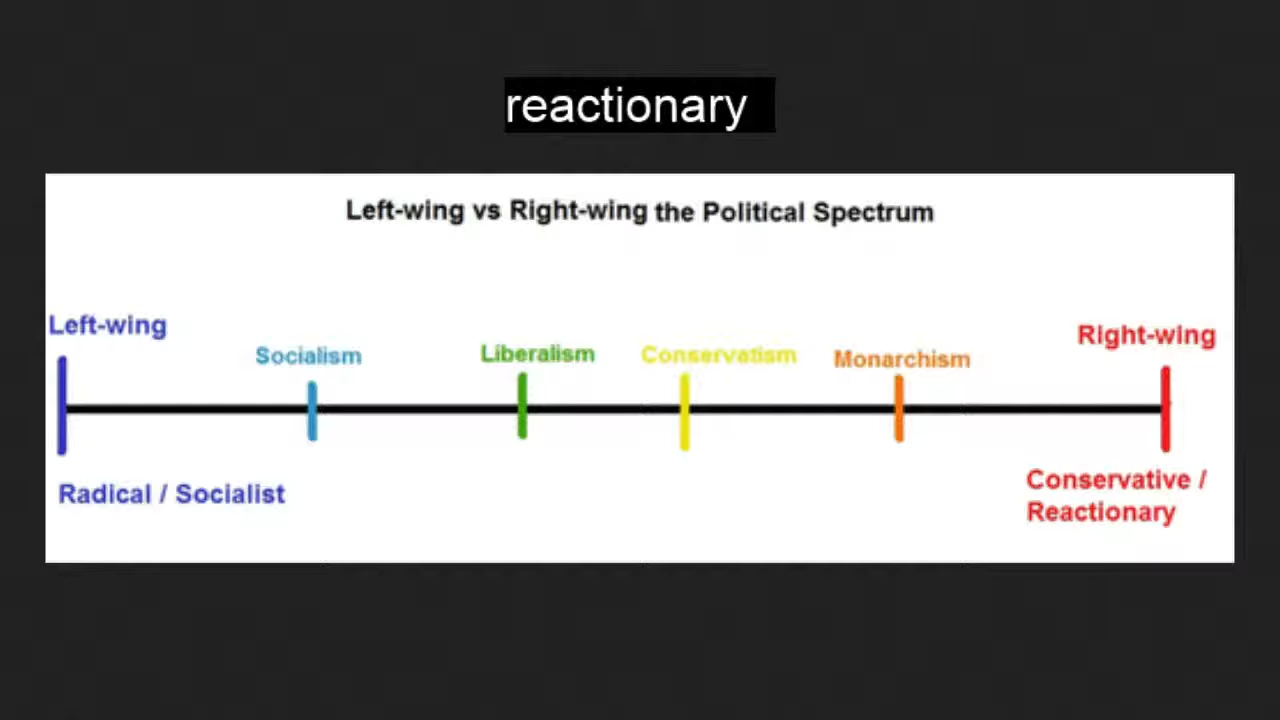 reactionary
Left-wing vs Right-wing the Political Spectrum
Left-wing
Right-wing
Socialism
Liberalism
Conservatism
Monarchism
Radical / Socialist
Conservative /
Reactionary